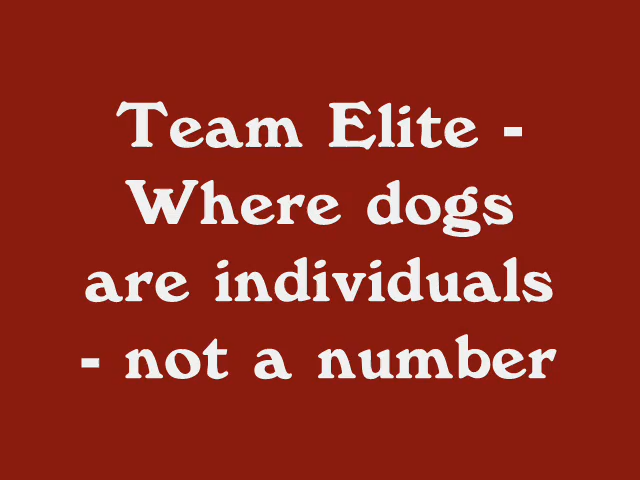 Team Elite -
Where dogs
are individuals
- not a number